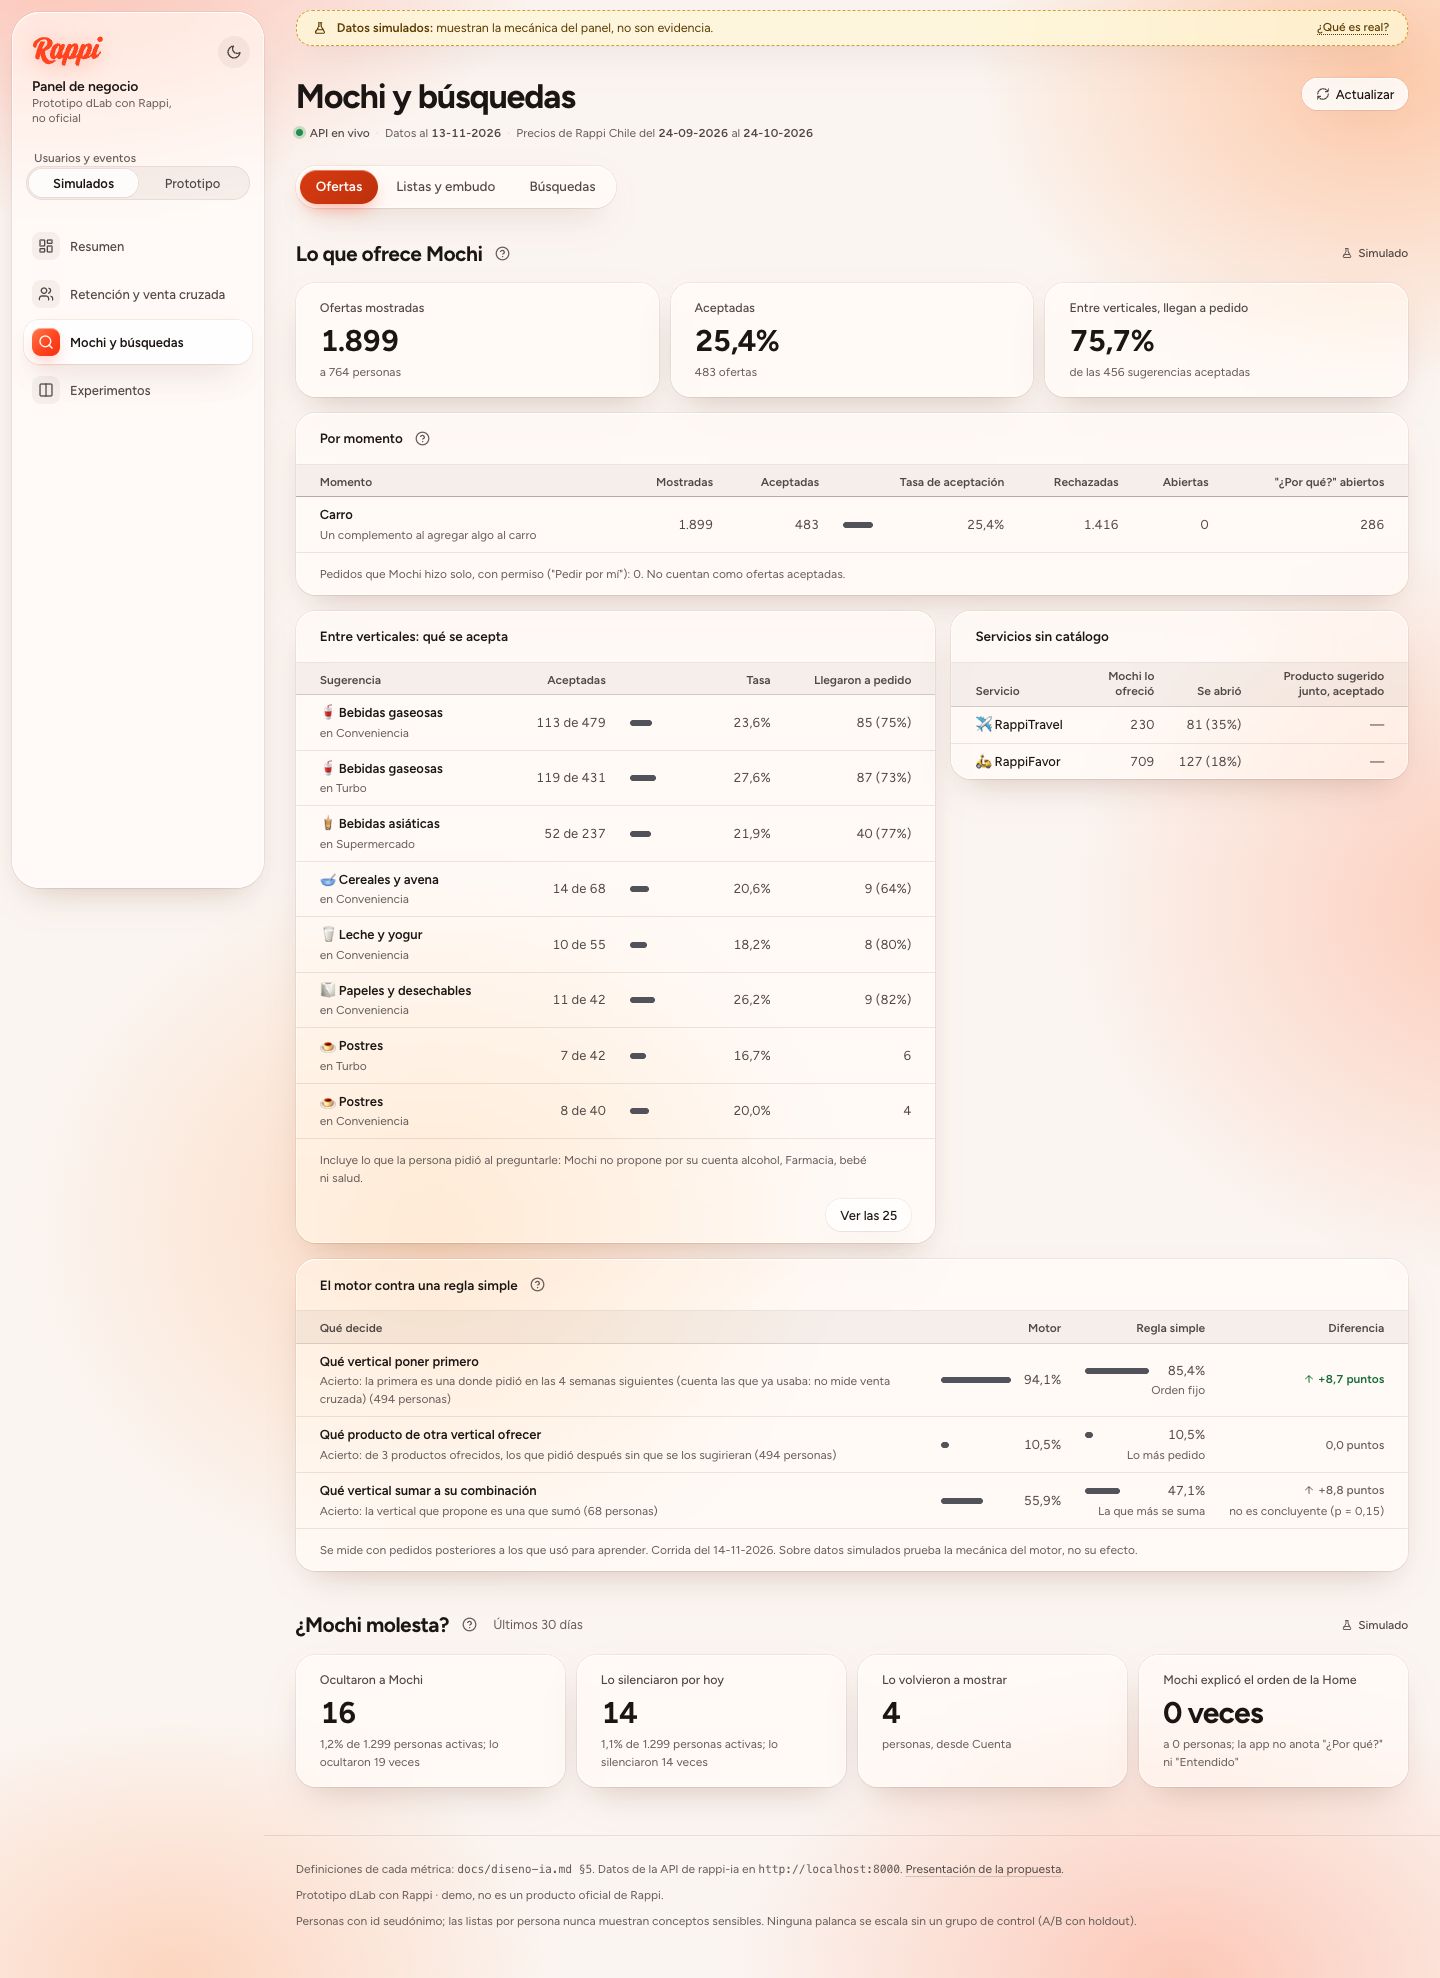 Rappi
Panel de negocio
Prototipo dLab con Rappi,
no oficial
Usuarios y eventos
Simulados Prototipo
Resumen
Retención y venta cruzada
Mochi y búsquedas
Experimentos
Datos simulados: muestran la mecánica del panel, no son evidencia. ¿Qué es real?
Mochi y búsquedas
Actualizar
API en vivo · Datos al 13-11-2026 · Precios de Rappi Chile del 24-09-2026 al 24-10-2026
Ofertas Listas y embudo Búsquedas
Lo que ofrece Mochi
Simulado
Ofertas mostradas
1.899
a 764 personas
Aceptadas
25,4%
483 ofertas
Entre verticales, llegan a pedido
75,7%
de las 456 sugerencias aceptadas
Por momento
Momento Mostradas Aceptadas Tasa de aceptación Rechazadas Abiertas "¿Por qué?" abiertos
Carro
Un complemento al agregar algo al carro
1.899 483 25,4% 1.416 0 286
Pedidos que Mochi hizo solo, con permiso ("Pedir por mí"): 0. No cuentan como ofertas aceptadas.
Entre verticales: qué se acepta
Sugerencia Aceptadas Tasa Llegaron a pedido
Bebidas gaseosas
en Conveniencia
113 de 479 23,6% 85 (75%)
Bebidas gaseosas
en Turbo
119 de 431 27,6% 87 (73%)
Bebidas asiáticas
en Supermercado
52 de 237 21,9% 40 (77%)
Cereales y avena
en Conveniencia
14 de 68 20,6% 9 (64%)
Leche y yogur
en Conveniencia
10 de 55 18,2% 8 (80%)
Papeles y desechables
en Conveniencia
11 de 42 26,2% 9 (82%)
Postres
en Turbo
7 de 42 16,7% 6
Postres
en Conveniencia
8 de 40 20,0% 4
Incluye lo que la persona pidió al preguntarle: Mochi no propone por su cuenta alcohol, Farmacia, bebé
ni salud.
Ver las 25
Servicios sin catálogo
Servicio
Mochi lo
ofreció
Se abrió
Producto sugerido
junto, aceptado
RappiTravel 230 81 (35%) —
RappiFavor 709 127 (18%) —
El motor contra una regla simple
Qué decide Motor Regla simple Diferencia
Qué vertical poner primero
Acierto: la primera es una donde pidió en las 4 semanas siguientes (cuenta las que ya usaba: no mide venta
cruzada) (494 personas)
94,1% 85,4%
Orden fijo
↑ +8,7 puntos
Qué producto de otra vertical ofrecer
Acierto: de 3 productos ofrecidos, los que pidió después sin que se los sugirieran (494 personas)
10,5% 10,5%
Lo más pedido
0,0 puntos
Qué vertical sumar a su combinación
Acierto: la vertical que propone es una que sumó (68 personas)
55,9% 47,1%
La que más se suma
↑ +8,8 puntos
no es concluyente (p = 0,15)
Se mide con pedidos posteriores a los que usó para aprender. Corrida del 14-11-2026. Sobre datos simulados prueba la mecánica del motor, no su efecto.
¿Mochi molesta? Últimos 30 días
Simulado
Ocultaron a Mochi
16
1,2% de 1.299 personas activas; lo
ocultaron 19 veces
Lo silenciaron por hoy
14
1,1% de 1.299 personas activas; lo
silenciaron 14 veces
Lo volvieron a mostrar
4
personas, desde Cuenta
Mochi explicó el orden de la Home
0 veces
a 0 personas; la app no anota "¿Por qué?"
ni "Entendido"
Definiciones de cada métrica: docs/diseno-ia.md §5. Datos de la API de rappi-ia en http://localhost:8000. Presentación de la propuesta.
Prototipo dLab con Rappi · demo, no es un producto oficial de Rappi.
Personas con id seudónimo; las listas por persona nunca muestran conceptos sensibles. Ninguna palanca se escala sin un grupo de control (A/B con holdout).